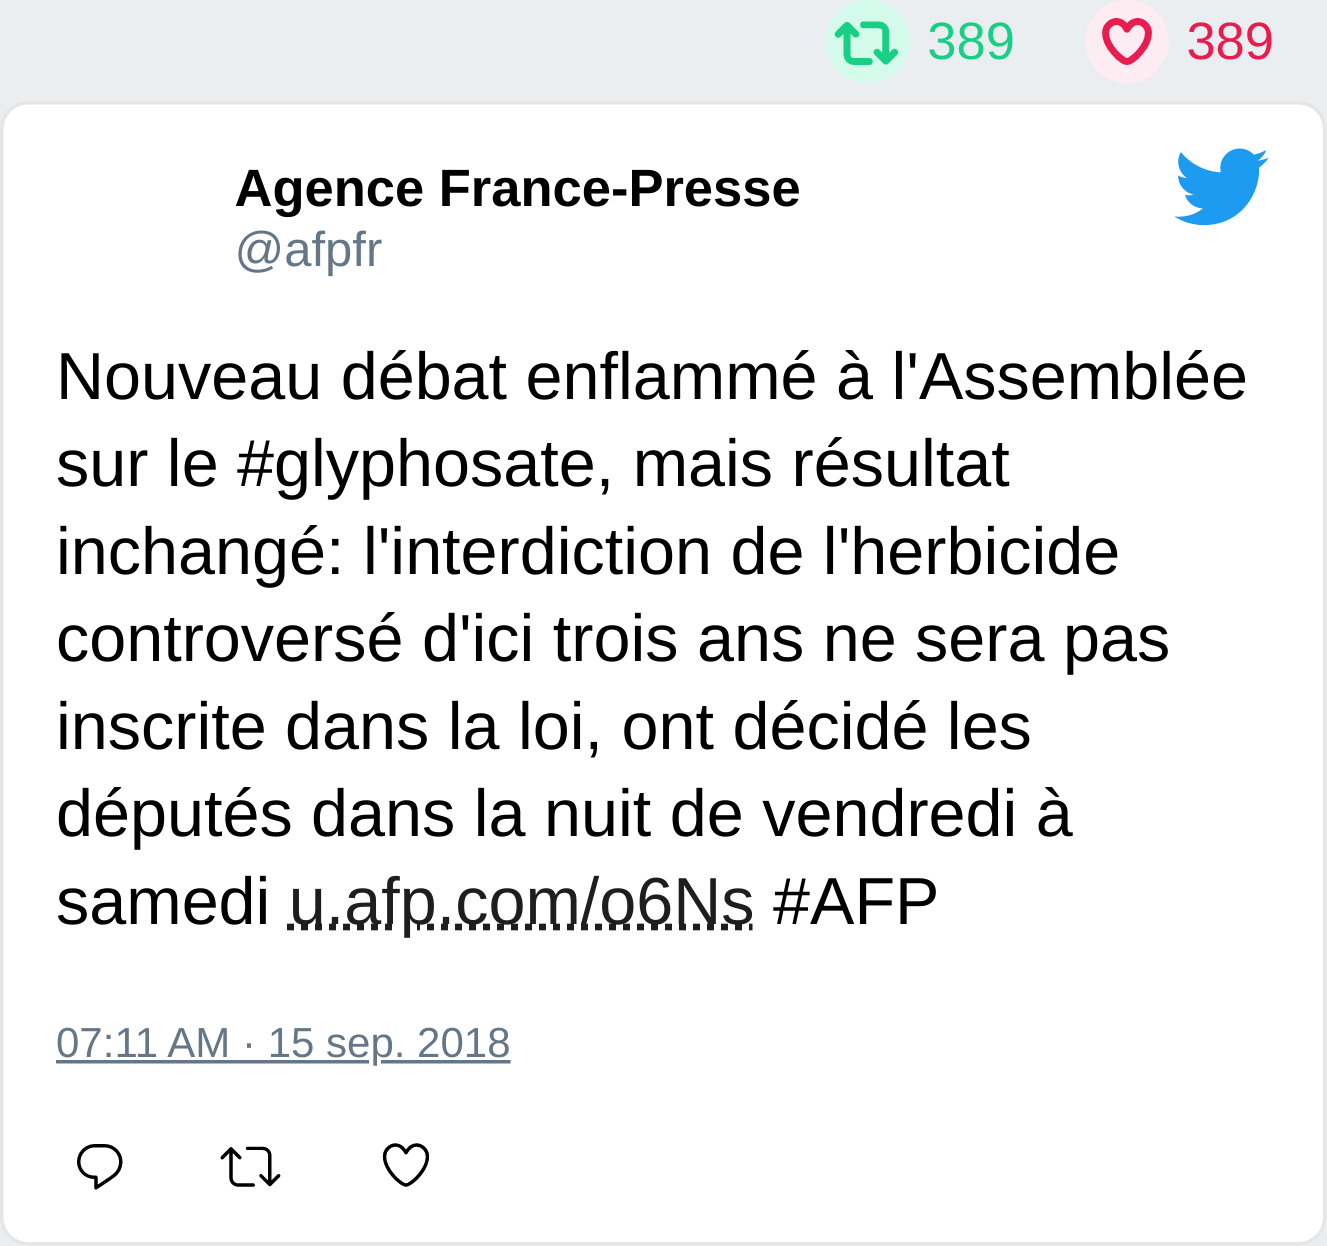 389 389
Agence France-Presse
@afpfr
Nouveau débat enflammé à l'Assemblée
sur le #glyphosate, mais résultat
inchangé: l'interdiction de l'herbicide
controversé d'ici trois ans ne sera pas
inscrite dans la loi, ont décidé les
députés dans la nuit de vendredi à
samedi u.afp.com/o6Ns #AFP
07:11 AM · 15 sep. 2018